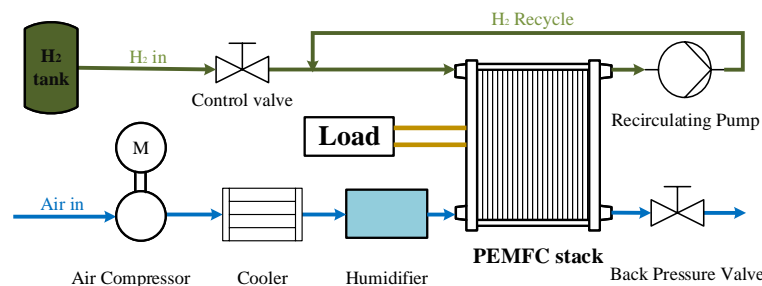 H₂ Recycle
H₂
tank
H₂ in
Control valve
Recirculating Pump
Load
M
Air in
PEMFC stack
Air Compressor
Cooler
Humidifier
Back Pressure Valve